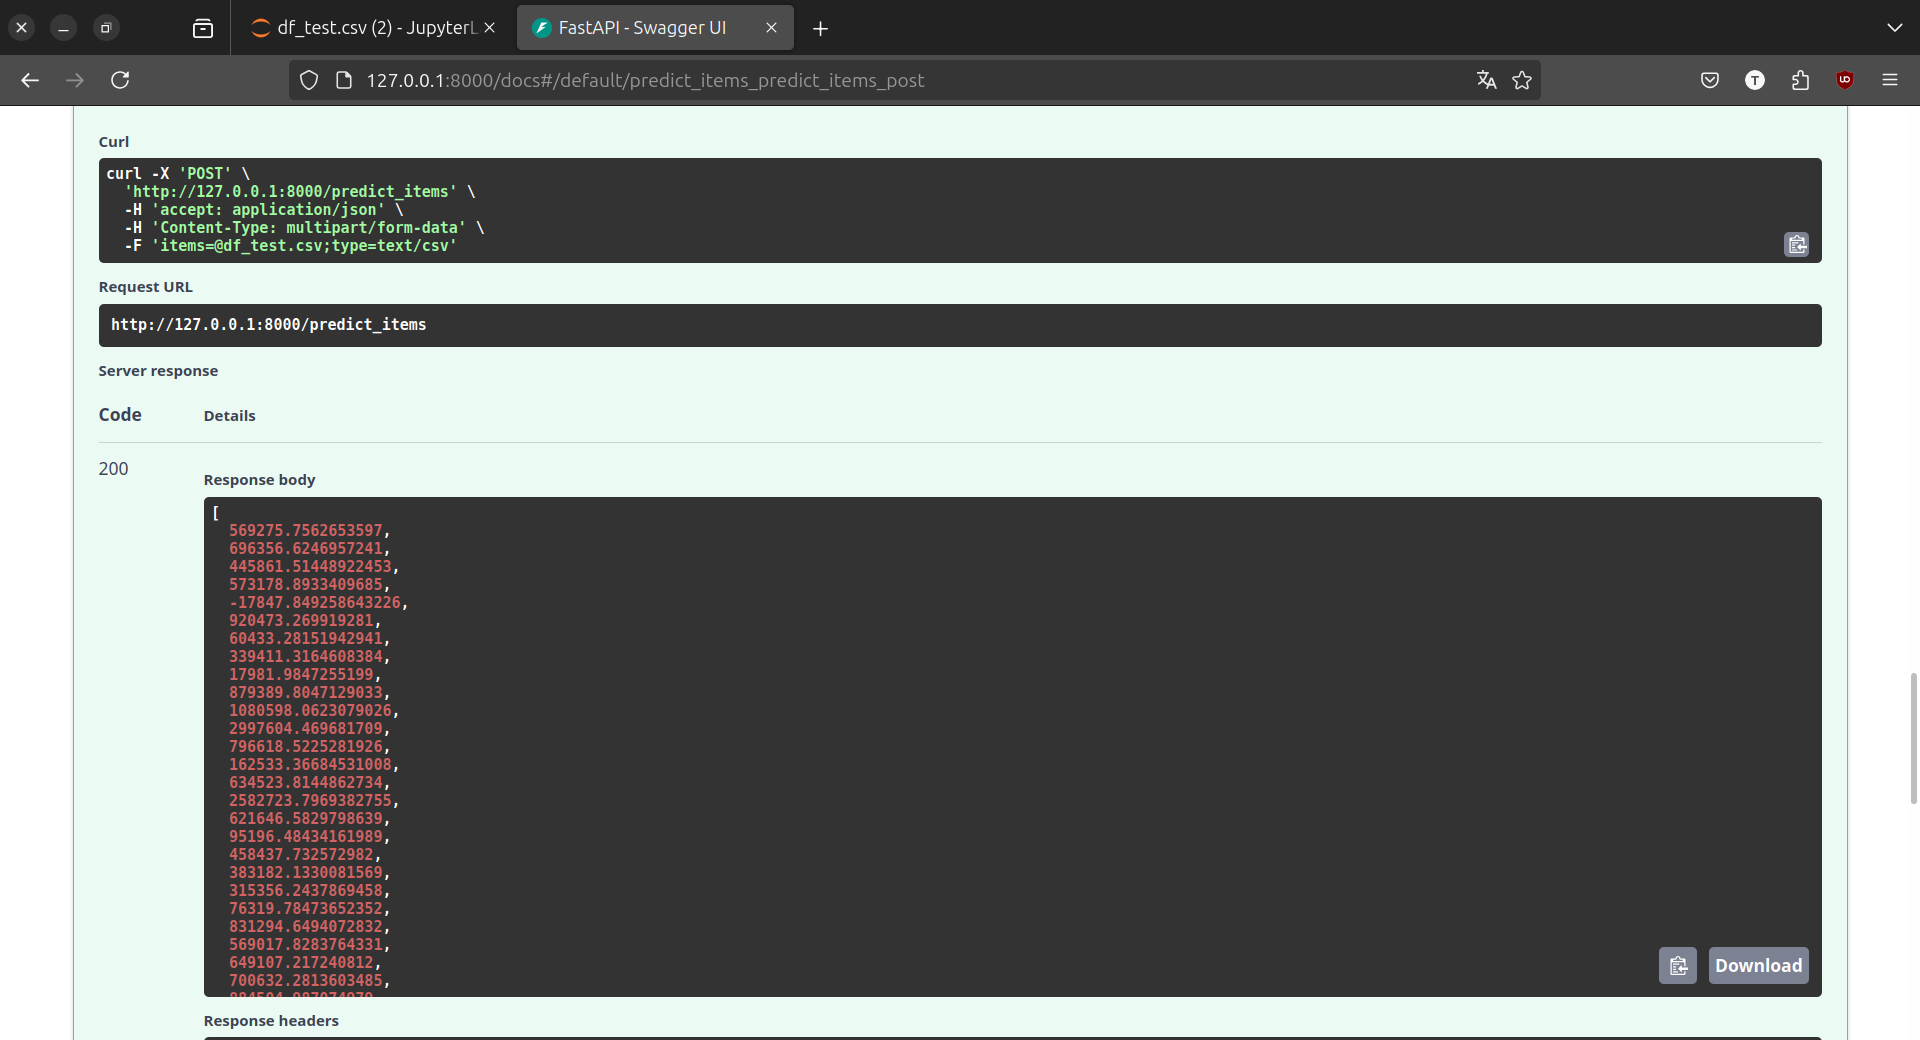 df_test.csv (2) - JupyterL
FastAPI - Swagger UI
127.0.0.1:8000/docs#/default/predict_items_predict_items_post
T
Curl
curl -X 'POST' \
'http://127.0.0.1:8000/predict_items' \
-H 'accept: application/json' \
-H 'Content-Type: multipart/form-data' \
-F 'items=@df_test.csv;type=text/csv'
Request URL
http://127.0.0.1:8000/predict_items
Server response
Code Details
200
Response body
[
569275.7562653597,
696356.6246957241,
445861.51448922453,
573178.8933409685,
-17847.849258643226,
920473.269919281,
60433.28151942941,
339411.3164608384,
17981.9847255199,
879389.8047129033,
1080598.0623079026,
2997604.469681709,
796618.5225281926,
162533.36684531008,
634523.8144862734,
2582723.7969382755,
621646.5829798639,
95196.48434161989,
458437.732572982,
383182.1330081569,
315356.2437869458,
76319.78473652352,
831294.6494072832,
569017.8283764331,
649107.217240812,
700632.2813603485,
Download
Response headers